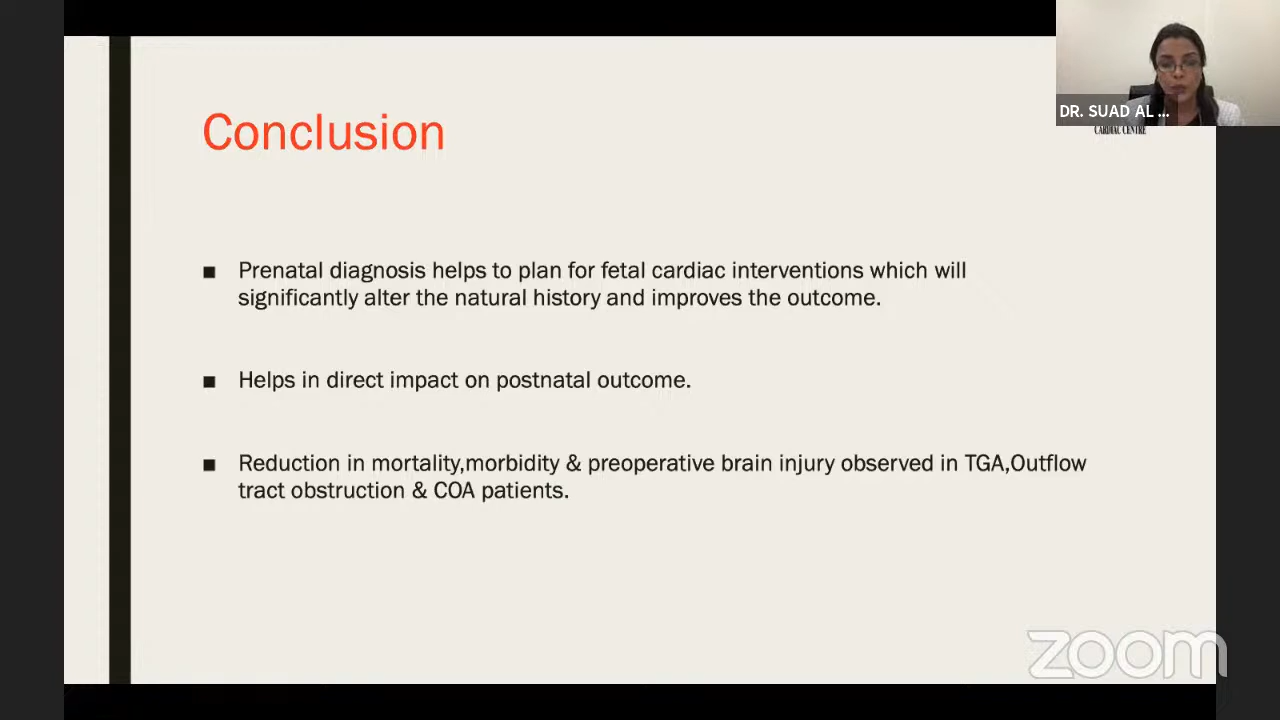 DR. SUAD AL ...
CARDIAC CENTRE
Conclusion
■ Prenatal diagnosis helps to plan for fetal cardiac interventions which will
significantly alter the natural history and improves the outcome.
■ Helps in direct impact on postnatal outcome.
■ Reduction in mortality,morbidity & preoperative brain injury observed in TGA,Outflow
tract obstruction & COA patients.
zoom